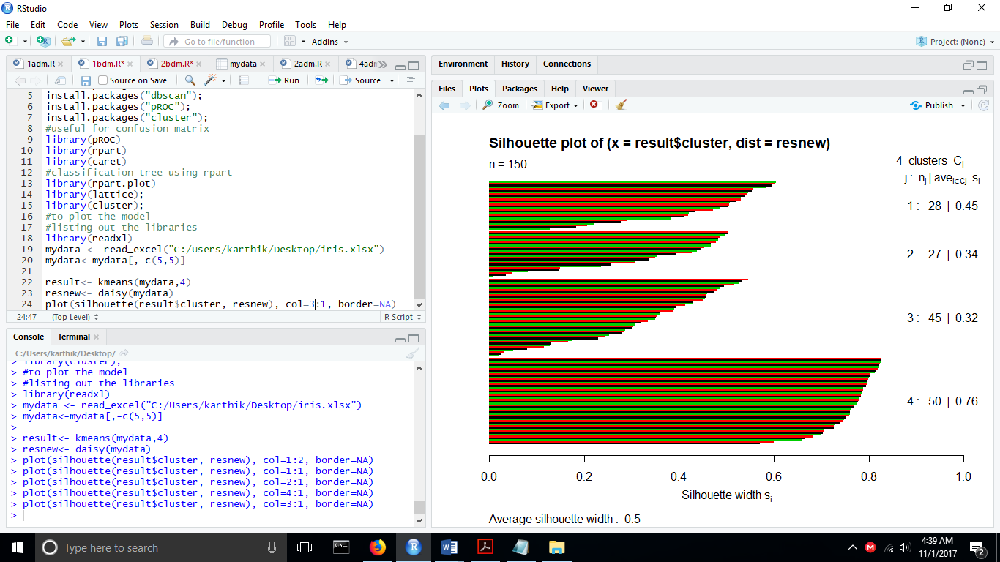 RStudio
File Edit Code View Plots Session Build Debug Profile Tools Help
Go to file/function Addins Project: (None)
1adm.R 1bdm.R* 2bdm.R* mydata 2adm.R 4adn
Source on Save Run Source
5 install.packages("dbscan");
6 install.packages("pROC");
7 install.packages("cluster");
8 #useful for confusion matrix
9 library(pROC)
10 library(rpart)
11 library(caret)
12 #classification tree using rpart
13 library(rpart.plot)
14 library(lattice);
15 library(cluster);
16 #to plot the model
17 #listing out the libraries
18 library(readxl)
19 mydata <- read_excel("C:/Users/karthik/Desktop/iris.xlsx")
20 mydata<-mydata[,-c(5,5)]
21
22 result<- kmeans(mydata,4)
23 resnew<- daisy(mydata)
24 plot(silhouette(result$cluster, resnew), col=3:1, border=NA)
24:47 (Top Level) R Script
Console Terminal
C:/Users/karthik/Desktop/
> library(cluster);
> #to plot the model
> #listing out the libraries
> library(readxl)
> mydata <- read_excel("C:/Users/karthik/Desktop/iris.xlsx")
> mydata<-mydata[,-c(5,5)]
>
> result<- kmeans(mydata,4)
> resnew<- daisy(mydata)
> plot(silhouette(result$cluster, resnew), col=1:2, border=NA)
> plot(silhouette(result$cluster, resnew), col=1:1, border=NA)
> plot(silhouette(result$cluster, resnew), col=2:1, border=NA)
> plot(silhouette(result$cluster, resnew), col=4:1, border=NA)
> plot(silhouette(result$cluster, resnew), col=3:1, border=NA)
>
Environment History Connections
Files Plots Packages Help Viewer
Zoom Export Publish
Silhouette plot of (x = result$cluster, dist = resnew)
n = 150
4 clusters Cj
j : nj | avei∈Cj si
1 : 28 | 0.45
2 : 27 | 0.34
3 : 45 | 0.32
4 : 50 | 0.76
0.0 0.2 0.4 0.6 0.8 1.0
Silhouette width si
Average silhouette width : 0.5
Type here to search
4:39 AM
11/1/2017
2